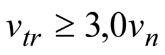 v_tr ≥ 3,0v_n